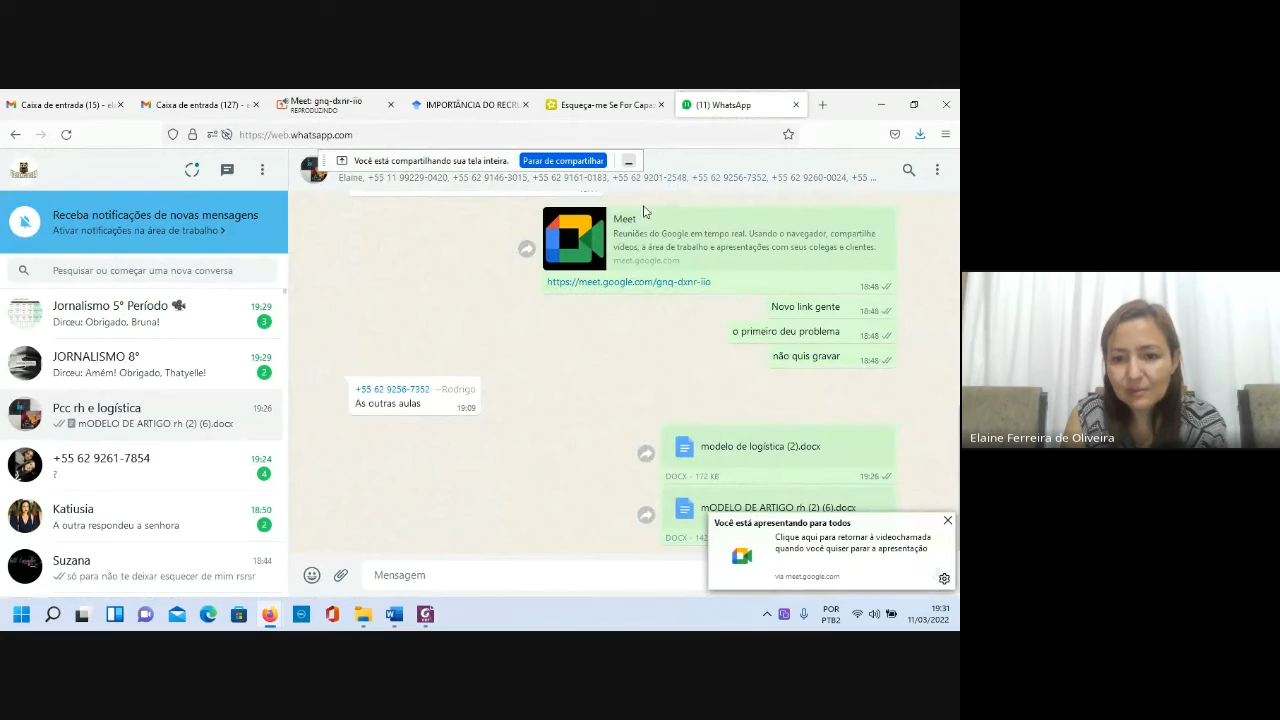 Caixa de entrada (15) - el
Caixa de entrada (127) - e
Meet: gnq-dxnr-iio
REPRODUZINDO
IMPORTÂNCIA DO RECRU
Esqueça-me Se For Capaz
(11) WhatsApp
https://web.whatsapp.com
Você está compartilhando sua tela inteira.
Parar de compartilhar
Elaine, +55 11 99229-0420, +55 62 9146-3015, +55 62 9161-0183, +55 62 9201-2548, +55 62 9256-7352, +55 62 9260-0024, +55 ...
Receba notificações de novas mensagens
Ativar notificações na área de trabalho
Pesquisar ou começar uma nova conversa
Jornalismo 5° Período
19:29
Dirceu: Obrigado, Bruna!
3
JORNALISMO 8°
19:29
Dirceu: Amém! Obrigado, Thatyelle!
2
Pcc rh e logística
19:26
mODELO DE ARTIGO rh (2) (6).docx
+55 62 9261-7854
19:24
?
4
Katiusia
18:50
A outra respondeu a senhora
2
Suzana
18:44
só para não te deixar esquecer de mim rsrsr
Meet
Reuniões do Google em tempo real. Usando o navegador, compartilhe
vídeos, a área de trabalho e apresentações com seus colegas e clientes.
meet.google.com
https://meet.google.com/gnq-dxnr-iio
18:48
Novo link gente
18:48
o primeiro deu problema
18:48
não quis gravar
18:48
+55 62 9256-7352 ~Rodrigo
As outras aulas
19:09
modelo de logística (2).docx
DOCX · 172 KB
19:26
mODELO DE ARTIGO rh (2) (6).docx
DOCX
Mensagem
Você está apresentando para todos
Clique aqui para retornar à videochamada
quando você quiser parar a apresentação
via meet.google.com
POR
PTB2
19:31
11/03/2022
Elaine Ferreira de Oliveira